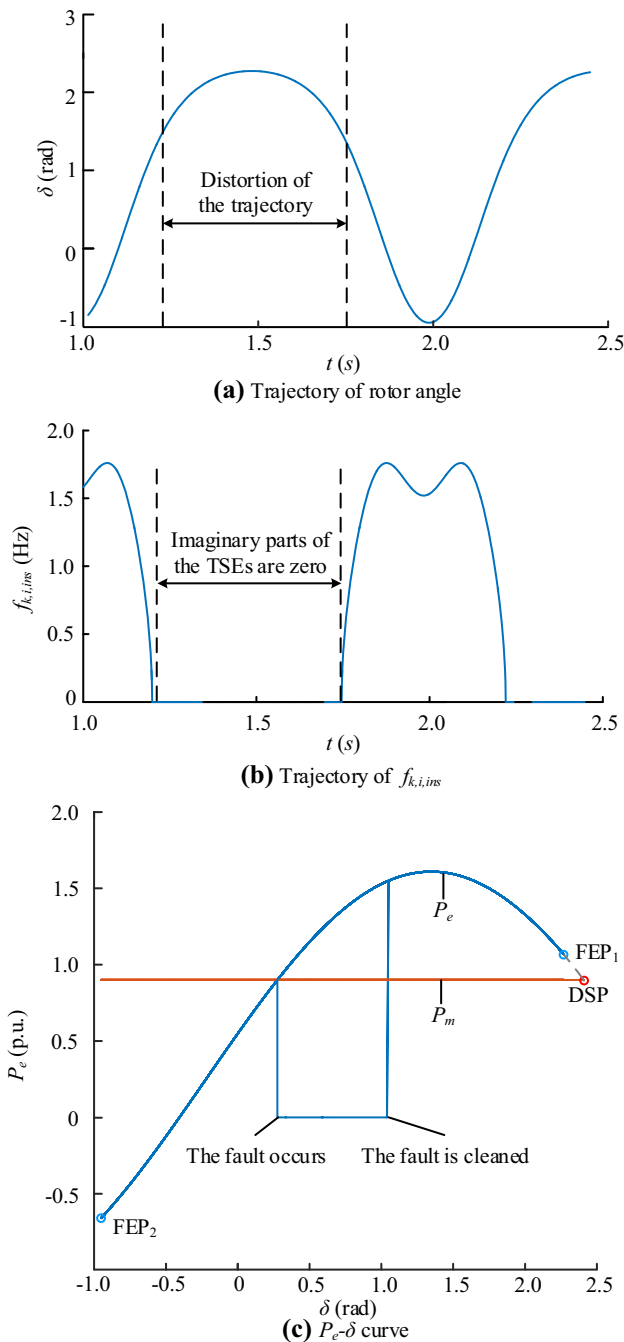 3
2
1
0
-1
δ (rad)
Distortion of
the trajectory
1.0
1.5
2.0
2.5
t (s)
(a) Trajectory of rotor angle
2.0
1.5
1.0
0.5
0
f_{k,i,ins} (Hz)
Imaginary parts of
the TSEs are zero
1.0
1.5
2.0
2.5
t (s)
(b) Trajectory of f_{k,i,ins}
2.0
1.5
1.0
0.5
0
-0.5
P_e (p.u.)
P_e
FEP_1
DSP
P_m
The fault occurs
The fault is cleaned
FEP_2
-1.0
-0.5
0
0.5
1.0
1.5
2.0
2.5
δ (rad)
(c) P_e-δ curve